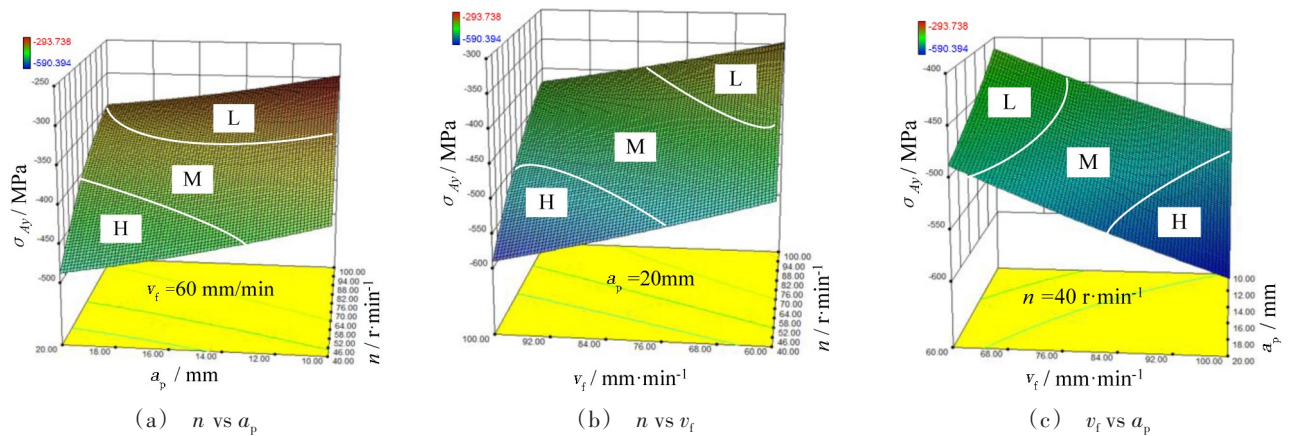 -293.738
-590.394
-250
-300
-350
-400
-450
-500
σAy / MPa
L
M
H
vf =60 mm/min
20.00 18.00 16.00 14.00 12.00 10.00
ap / mm
100.00
94.00
88.00
82.00
76.00
70.00
64.00
58.00
52.00
46.00
40.00
n / r·min-1
(a) n vs ap
-293.738
-590.394
-300
-350
-400
-450
-500
-550
-600
σAy / MPa
L
M
H
ap =20mm
100.00 92.00 84.00 76.00 68.00 60.00
vf / mm·min-1
100.00
94.00
88.00
82.00
76.00
70.00
64.00
58.00
52.00
46.00
40.00
n / r·min-1
(b) n vs vf
-293.738
-590.394
-400
-450
-500
-550
-600
σAy / MPa
L
M
H
n =40 r·min-1
60.00 68.00 76.00 84.00 92.00 100.00
vf / mm·min-1
10.00
12.00
14.00
16.00
18.00
20.00
ap / mm
(c) vf vs ap